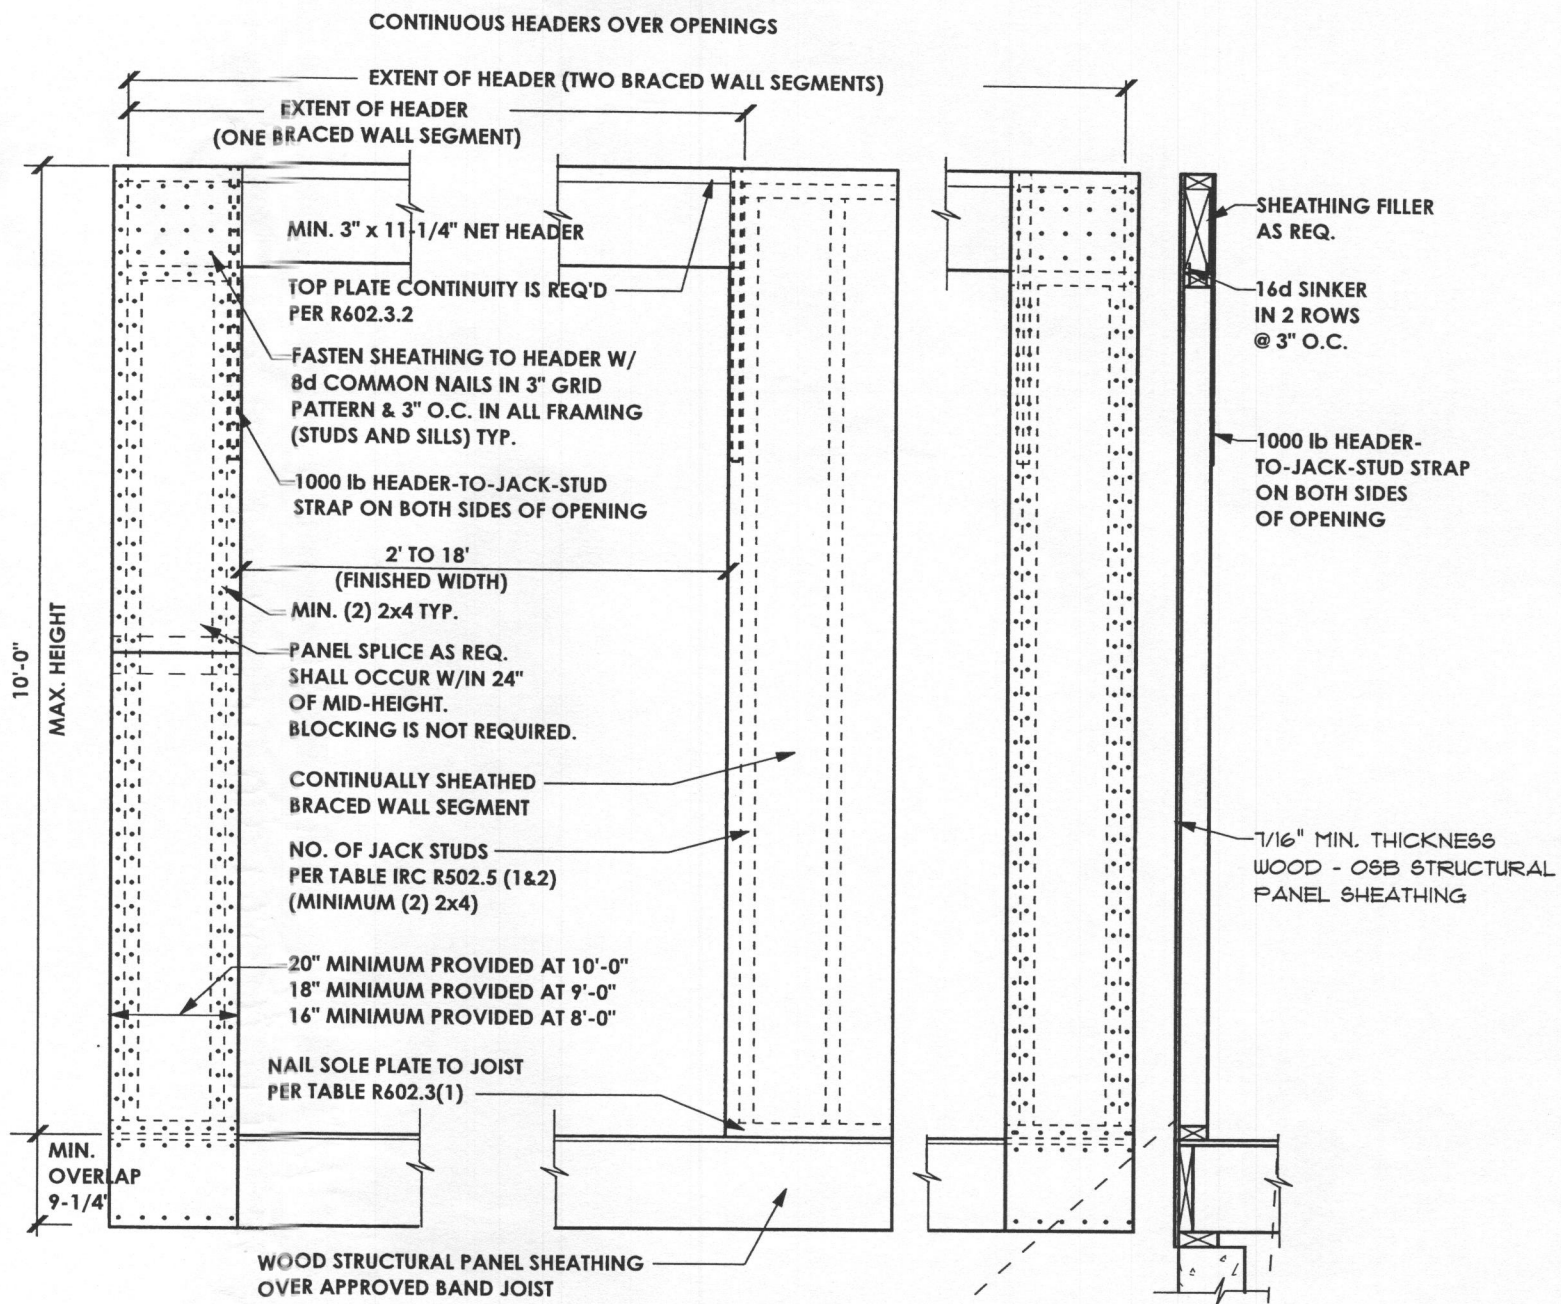 CONTINUOUS HEADERS OVER OPENINGS
EXTENT OF HEADER (TWO BRACED WALL SEGMENTS)
EXTENT OF HEADER
(ONE BRACED WALL SEGMENT)
MIN. 3" x 11-1/4" NET HEADER
TOP PLATE CONTINUITY IS REQ'D
PER R602.3.2
FASTEN SHEATHING TO HEADER W/
8d COMMON NAILS IN 3" GRID
PATTERN & 3" O.C. IN ALL FRAMING
(STUDS AND SILLS) TYP.
1000 lb HEADER-TO-JACK-STUD
STRAP ON BOTH SIDES OF OPENING
2' TO 18'
(FINISHED WIDTH)
MIN. (2) 2x4 TYP.
PANEL SPLICE AS REQ.
SHALL OCCUR W/IN 24"
OF MID-HEIGHT.
BLOCKING IS NOT REQUIRED.
CONTINUALLY SHEATHED
BRACED WALL SEGMENT
NO. OF JACK STUDS
PER TABLE IRC R502.5 (1&2)
(MINIMUM (2) 2x4)
20" MINIMUM PROVIDED AT 10'-0"
18" MINIMUM PROVIDED AT 9'-0"
16" MINIMUM PROVIDED AT 8'-0"
NAIL SOLE PLATE TO JOIST
PER TABLE R602.3(1)
WOOD STRUCTURAL PANEL SHEATHING
OVER APPROVED BAND JOIST
10'-0"
MAX. HEIGHT
MIN.
OVERLAP
9-1/4'
SHEATHING FILLER
AS REQ.
16d SINKER
IN 2 ROWS
@ 3" O.C.
1000 lb HEADER-
TO-JACK-STUD STRAP
ON BOTH SIDES
OF OPENING
7/16" MIN. THICKNESS
WOOD - OSB STRUCTURAL
PANEL SHEATHING